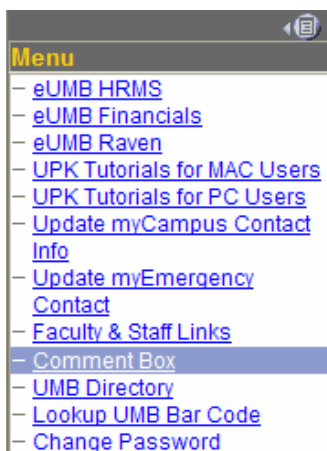 Menu
– eUMB HRMS
– eUMB Financials
– eUMB Raven
– UPK Tutorials for MAC Users
– UPK Tutorials for PC Users
– Update myCampus Contact
Info
– Update myEmergency
Contact
– Faculty & Staff Links
– Comment Box
– UMB Directory
– Lookup UMB Bar Code
– Change Password